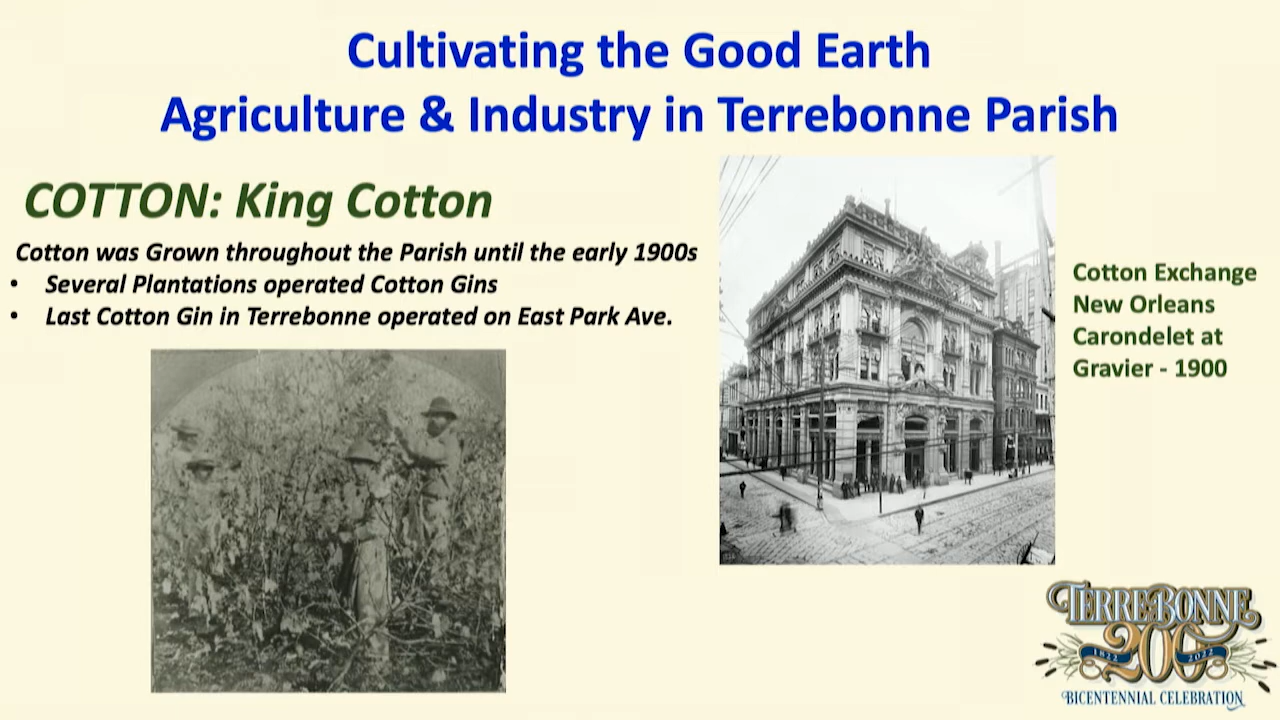 Cultivating the Good Earth
Agriculture & Industry in Terrebonne Parish
COTTON: King Cotton
Cotton was Grown throughout the Parish until the early 1900s
• Several Plantations operated Cotton Gins
• Last Cotton Gin in Terrebonne operated on East Park Ave.
Cotton Exchange
New Orleans
Carondelet at
Gravier - 1900
TERREBONNE
200
1822 2022
BICENTENNIAL CELEBRATION